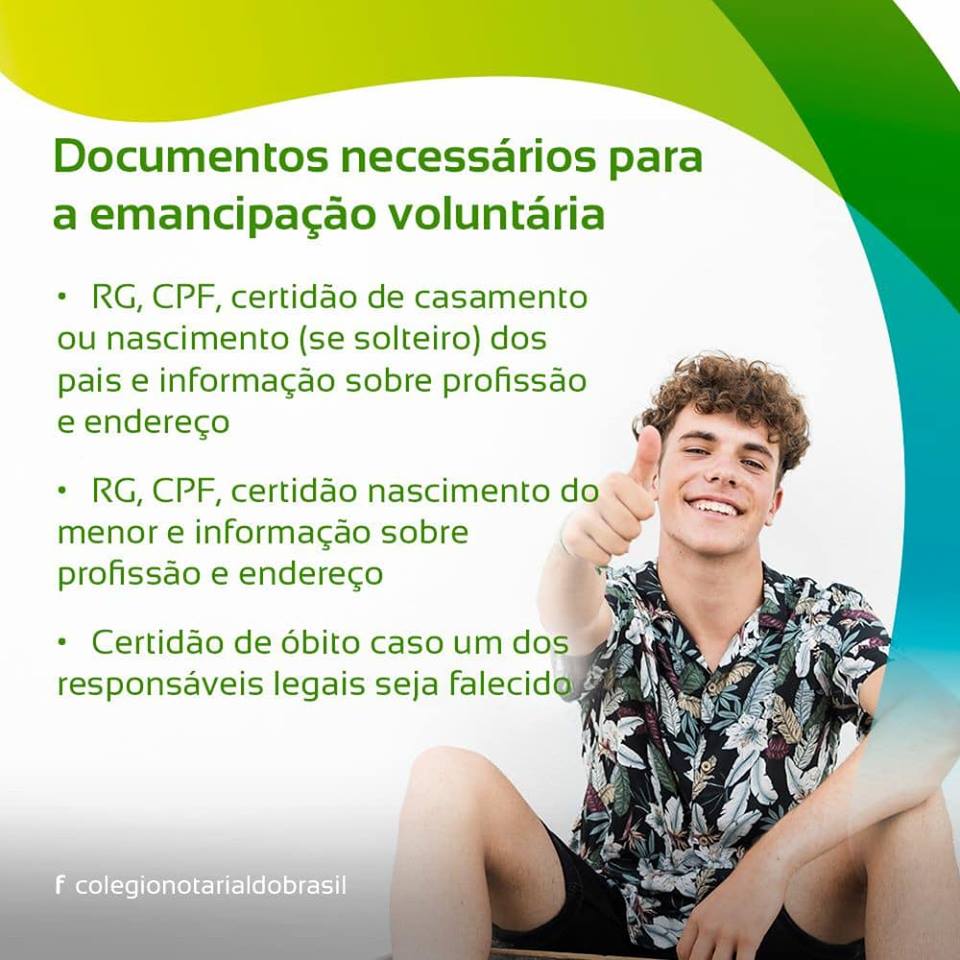 Documentos necessários para
a emancipação voluntária
• RG, CPF, certidão de casamento
ou nascimento (se solteiro) dos
pais e informação sobre profissão
e endereço
• RG, CPF, certidão nascimento do
menor e informação sobre
profissão e endereço
• Certidão de óbito caso um dos
responsáveis legais seja falecido
f colegionotarialdobrasil